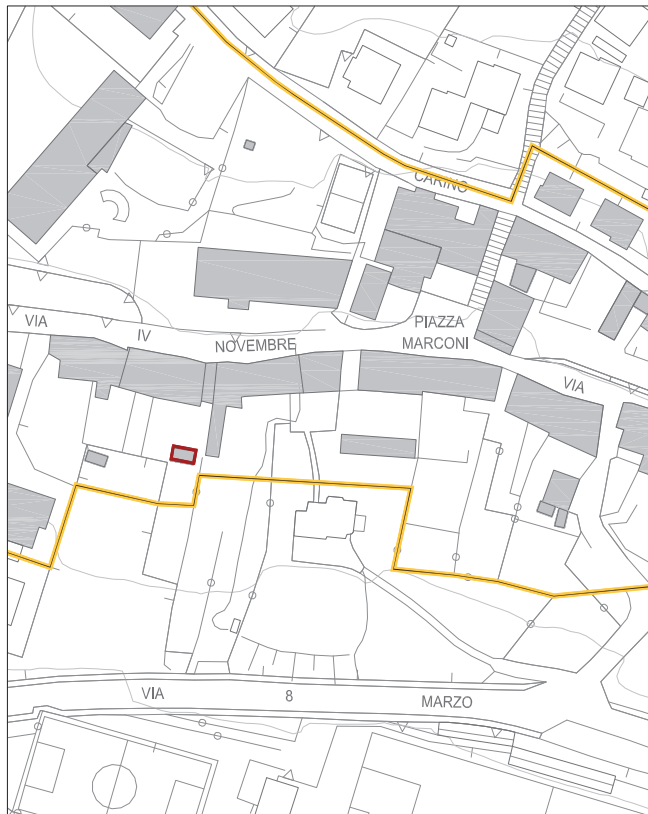 CARINO
VIA IV NOVEMBRE
PIAZZA
MARCONI
VIA
VIA 8 MARZO